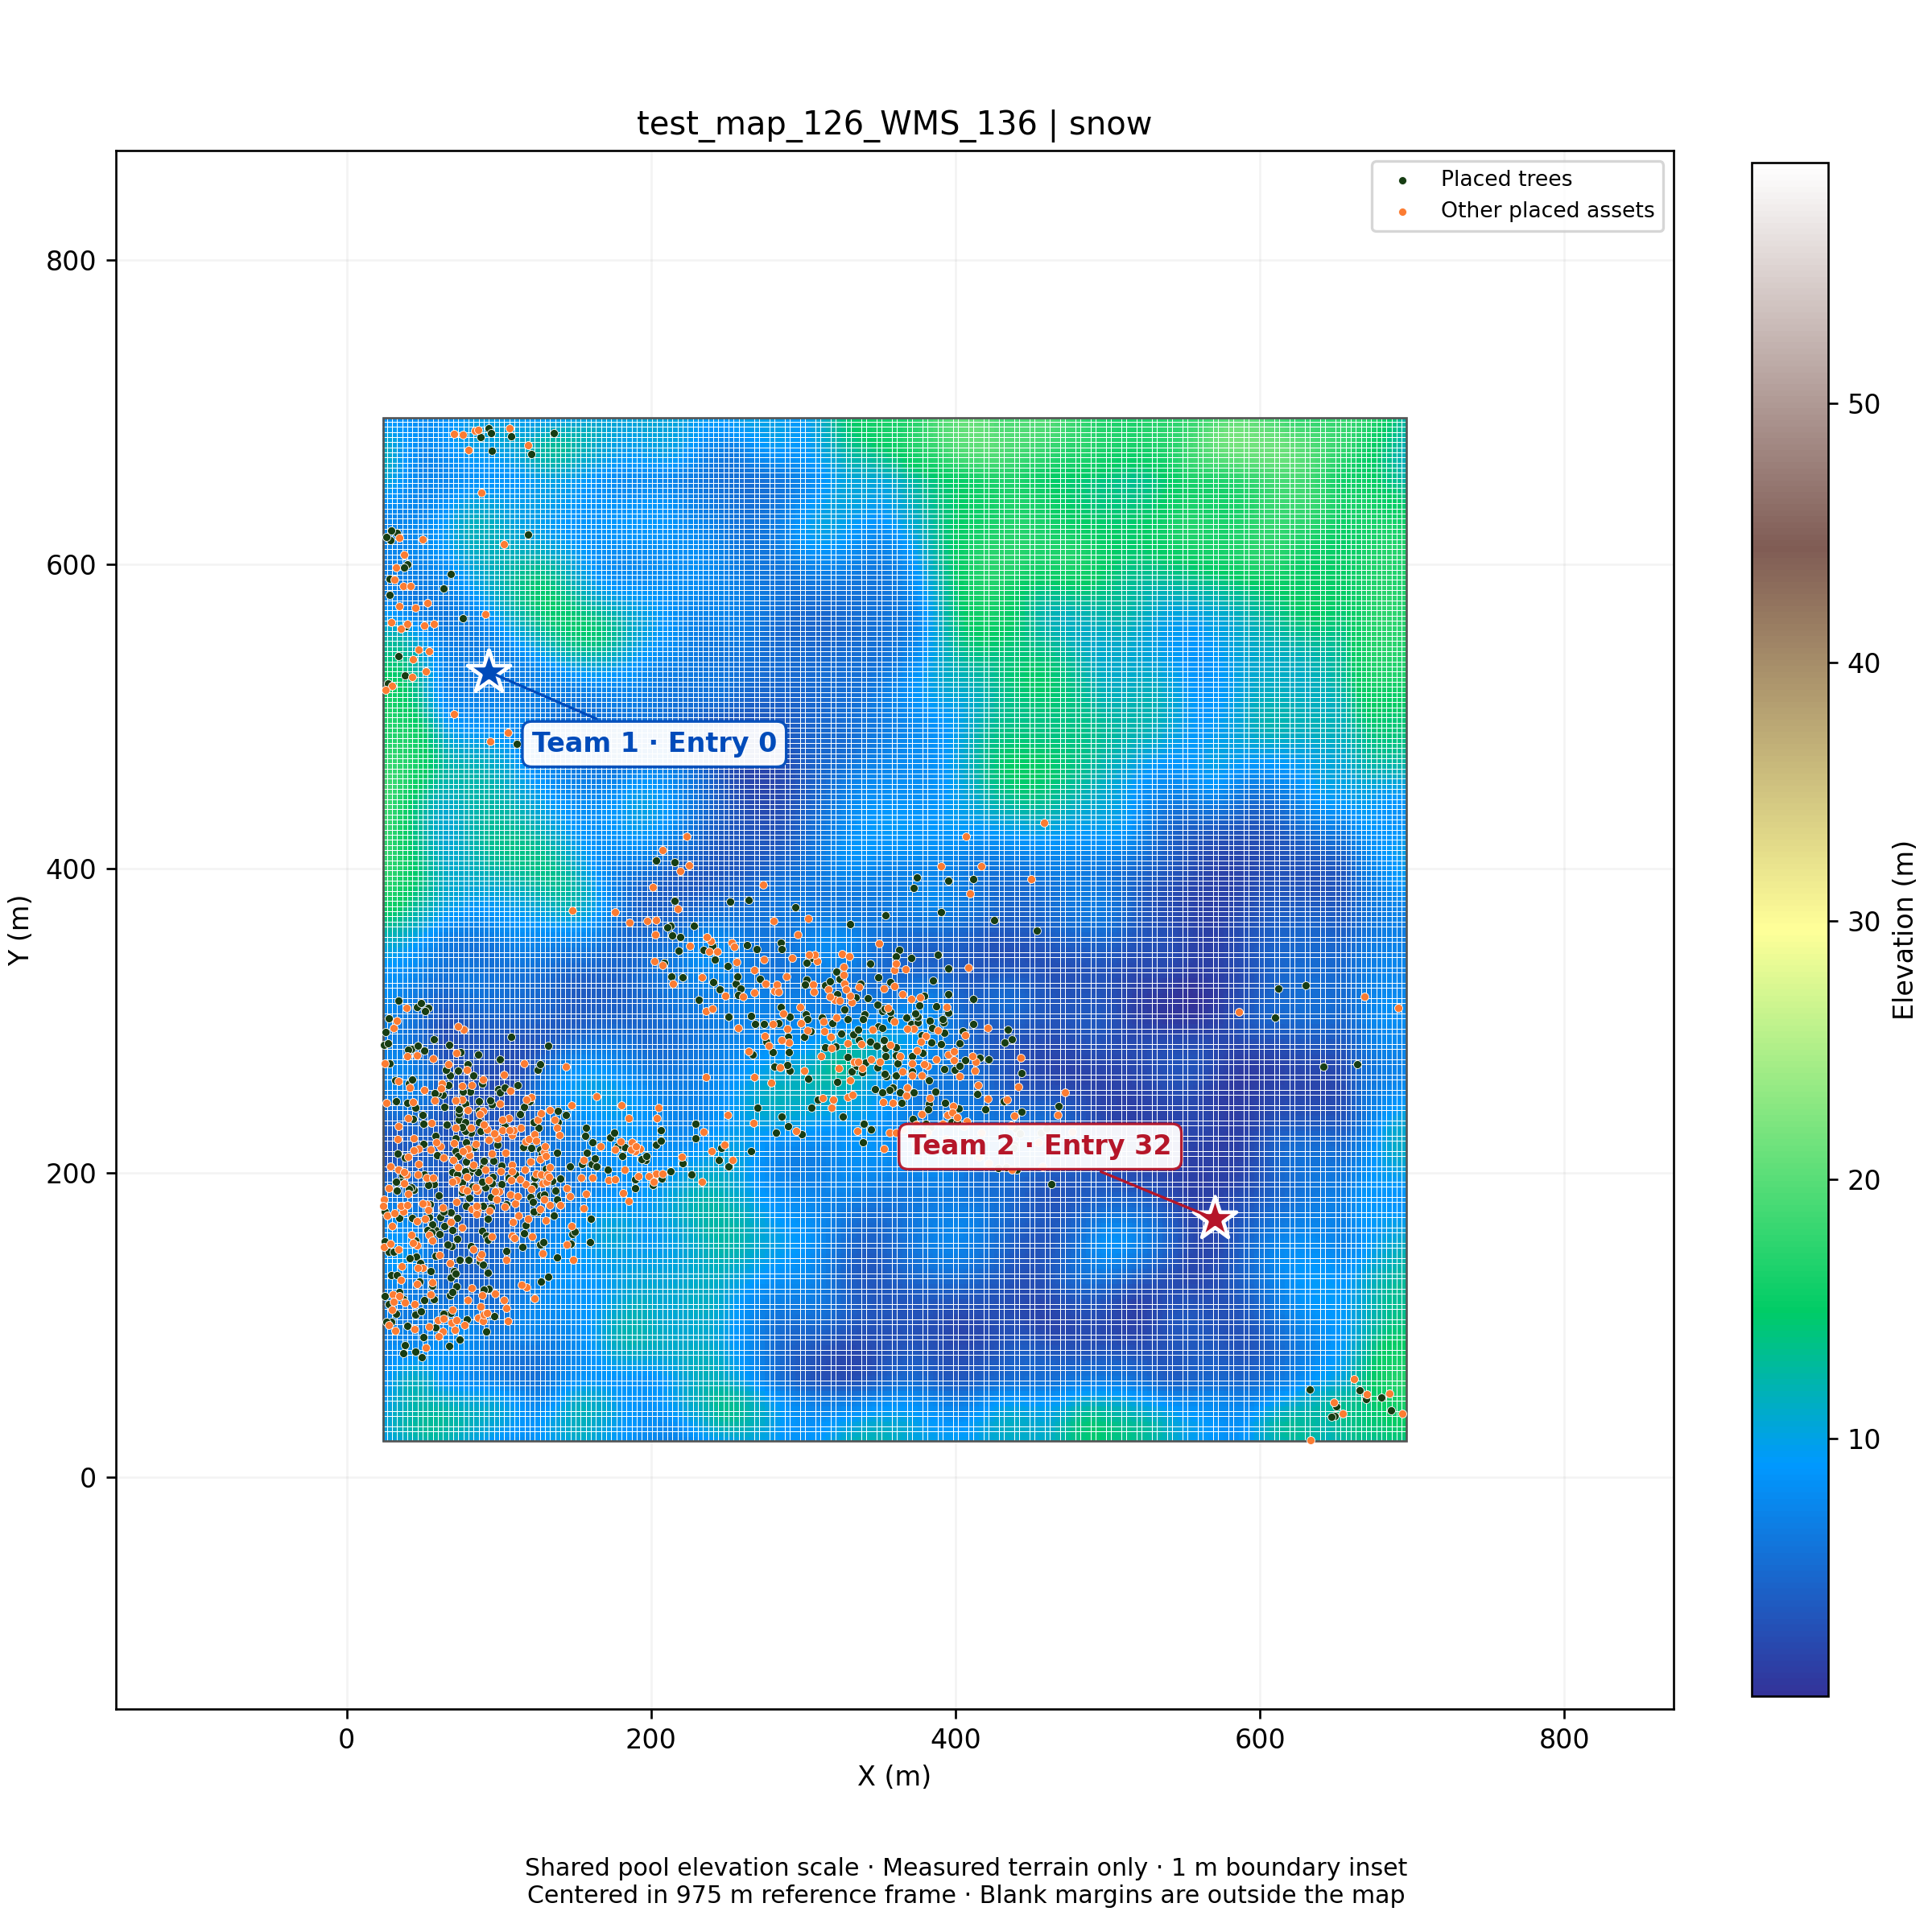 test_map_126_WMS_136 | snow
Placed trees
Other placed assets
800
600
400
200
0
Y (m)
Team 1 · Entry 0
Team 2 · Entry 32
0
200
400
600
800
X (m)
50
40
30
20
10
Elevation (m)
Shared pool elevation scale · Measured terrain only · 1 m boundary inset
Centered in 975 m reference frame · Blank margins are outside the map